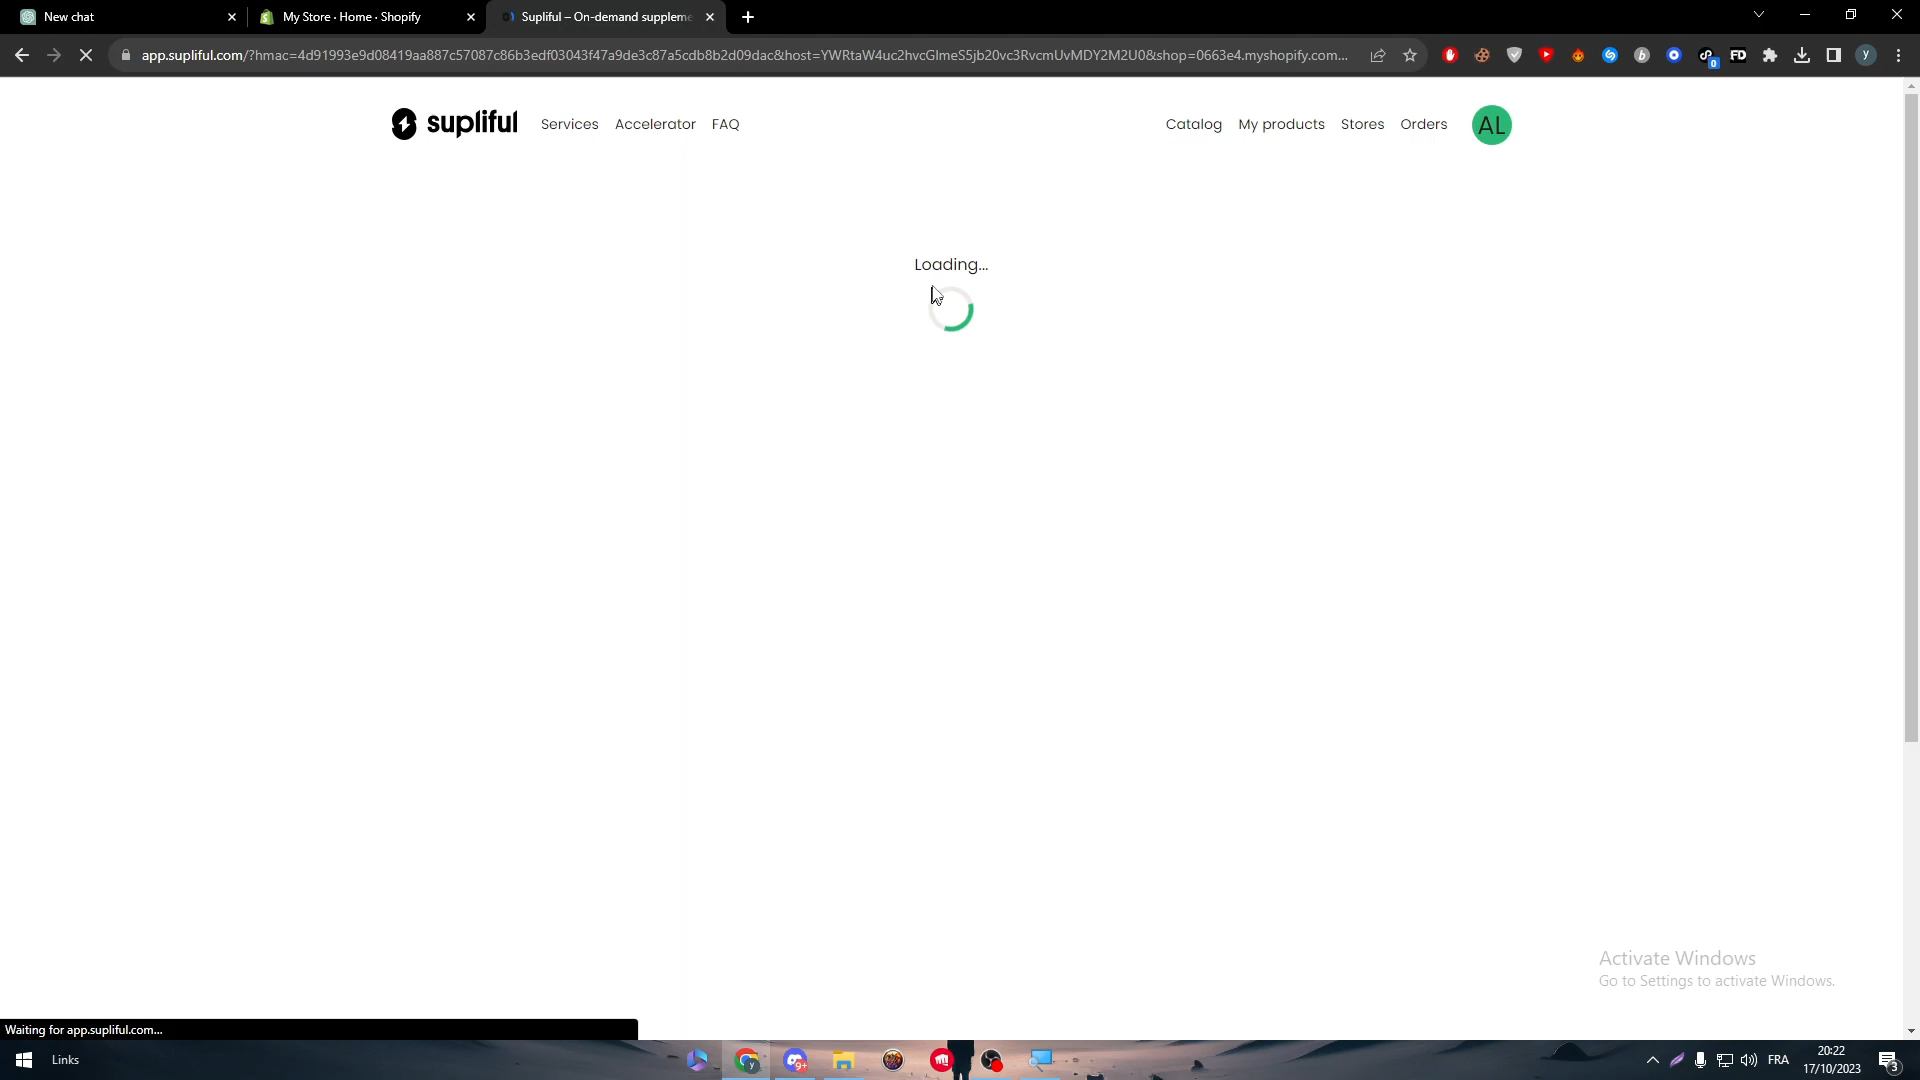 New chat
My Store · Home · Shopify
Supliful – On-demand suppleme
app.supliful.com/?hmac=4d91993e9d08419aa887c57087c86b3edf03043f47a9de3c87a5cdb8b2d09dac&host=YWRtaW4uc2hvcGlmeS5jb20vc3RvcmUvMDY2M2U0&shop=0663e4.myshopify.com...
supliful
Services
Accelerator
FAQ
Catalog
My products
Stores
Orders
AL
Loading...
Activate Windows
Go to Settings to activate Windows.
Waiting for app.supliful.com...
Links
FRA
20:22
17/10/2023